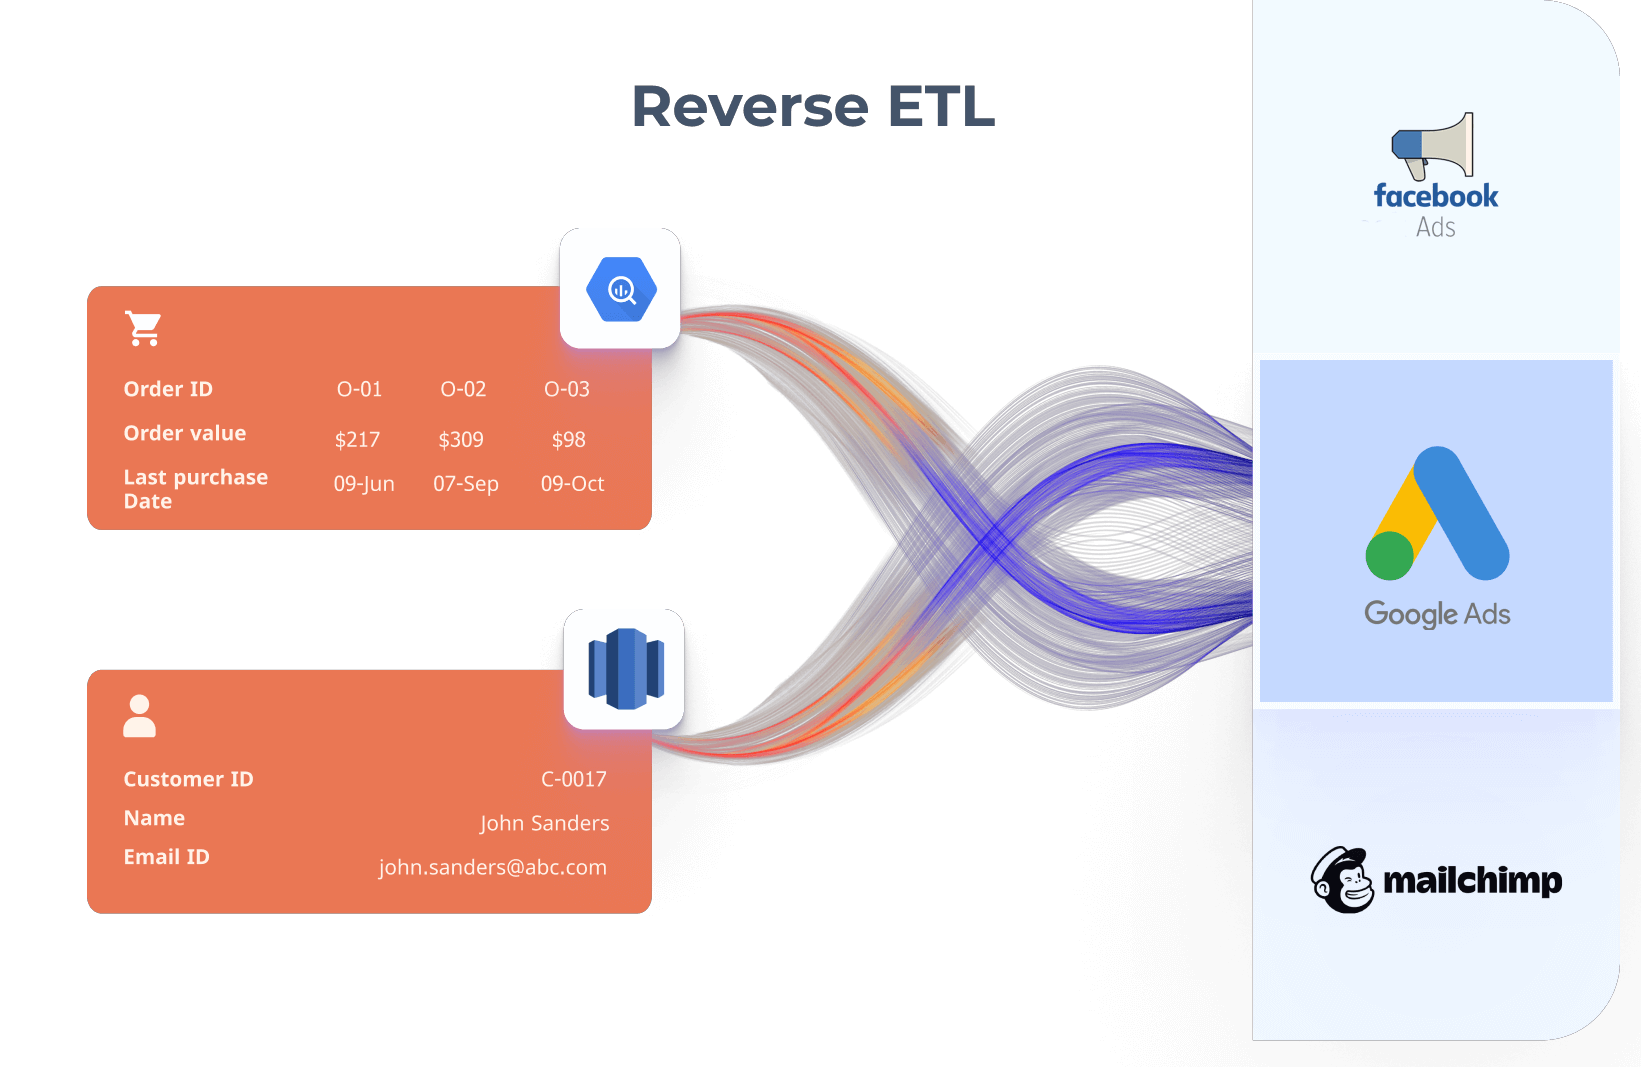 Reverse ETL
facebook
Ads
Order ID O-01 O-02 O-03
Order value $217 $309 $98
Last purchase Date 09-Jun 07-Sep 09-Oct
Google Ads
Customer ID C-0017
Name John Sanders
Email ID john.sanders@abc.com
mailchimp